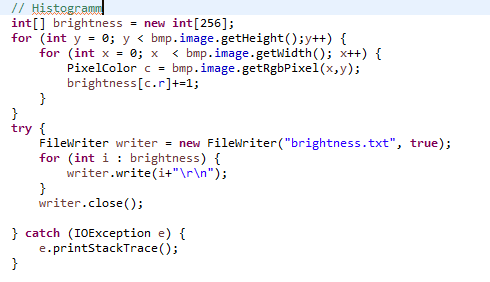 // Histogramm
int[] brightness = new int[256];
for (int y = 0; y < bmp.image.getHeight();y++) {
for (int x = 0; x  < bmp.image.getWidth(); x++) {
PixelColor c = bmp.image.getRgbPixel(x,y);
brightness[c.r]+=1;
}
}
try {
FileWriter writer = new FileWriter("brightness.txt", true);
for (int i : brightness) {
writer.write(i+"\r\n");
}
writer.close();
} catch (IOException e) {
e.printStackTrace();
}